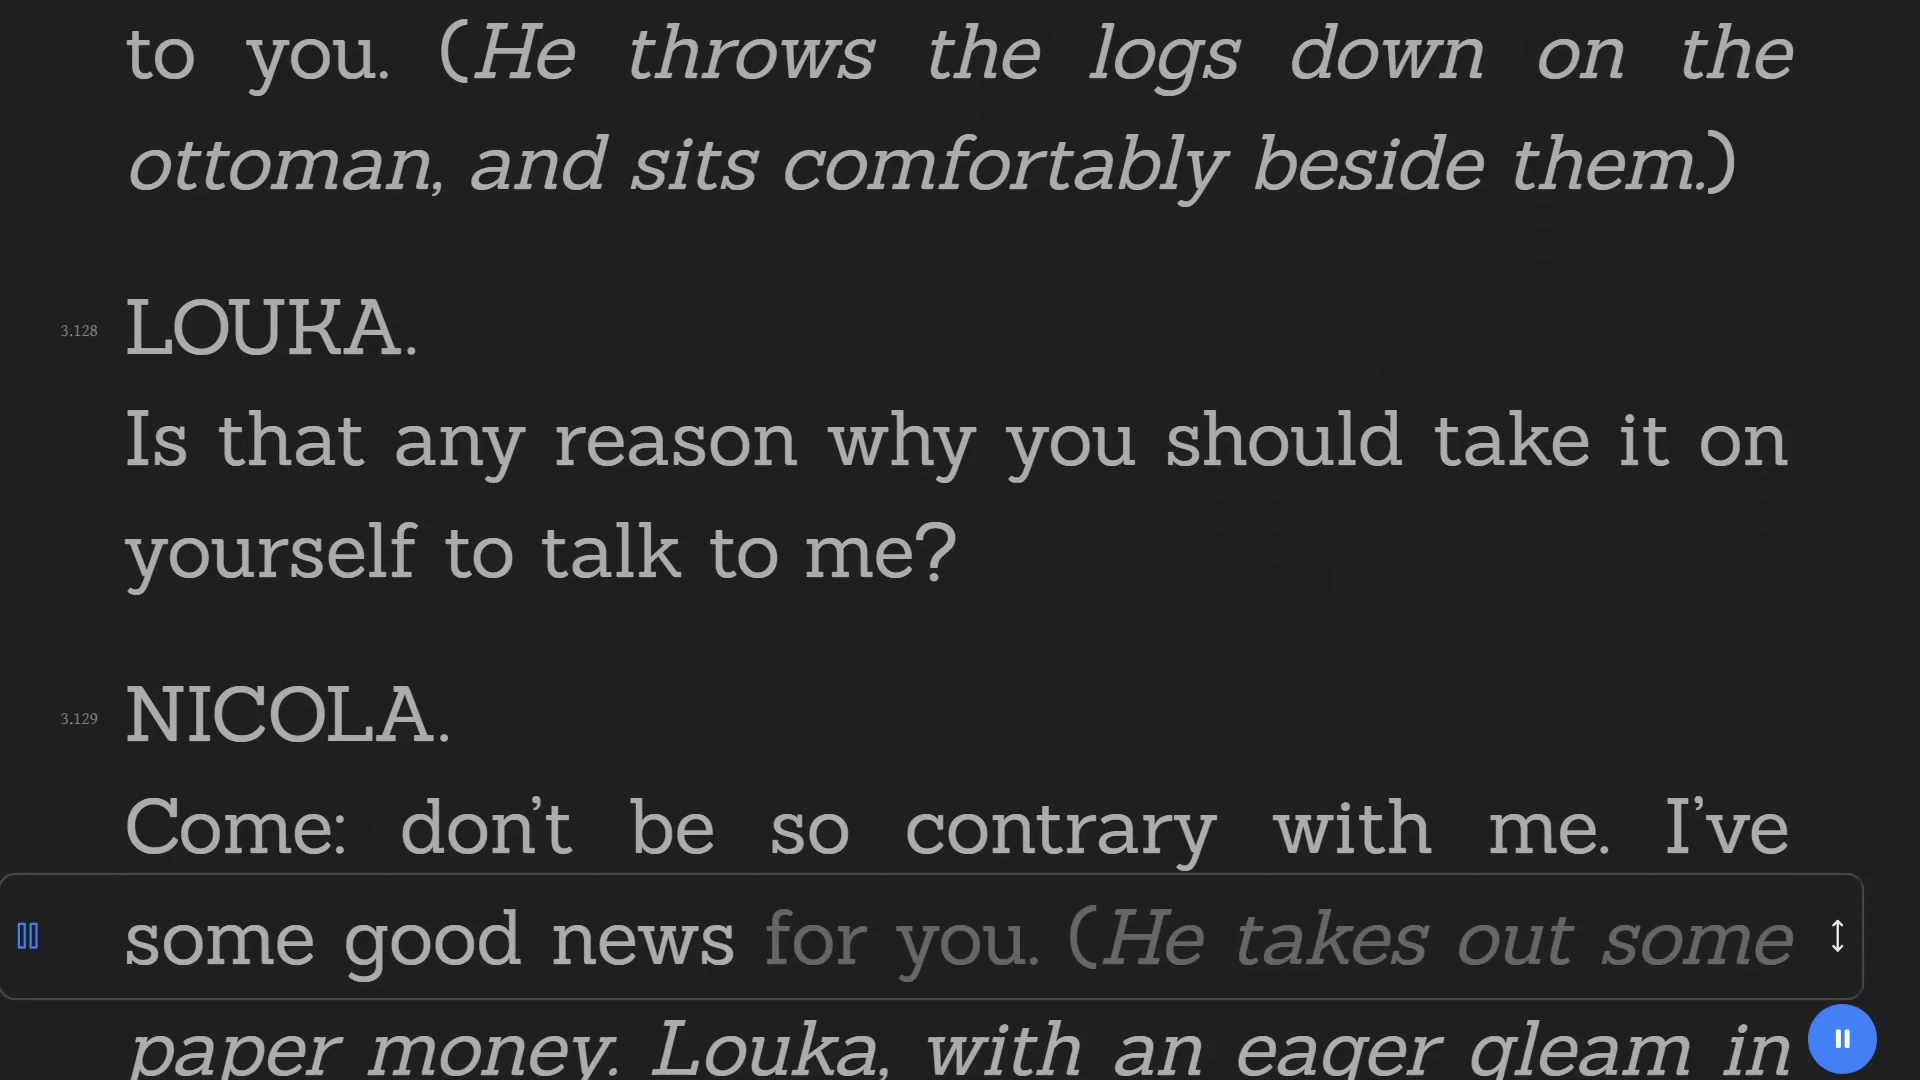 to you. (He throws the logs down on the
ottoman, and sits comfortably beside them.)
3.128
LOUKA.
Is that any reason why you should take it on
yourself to talk to me?
3.129
NICOLA.
Come: don’t be so contrary with me. I’ve
some good news for you. (He takes out some
paper money. Louka, with an eager gleam in